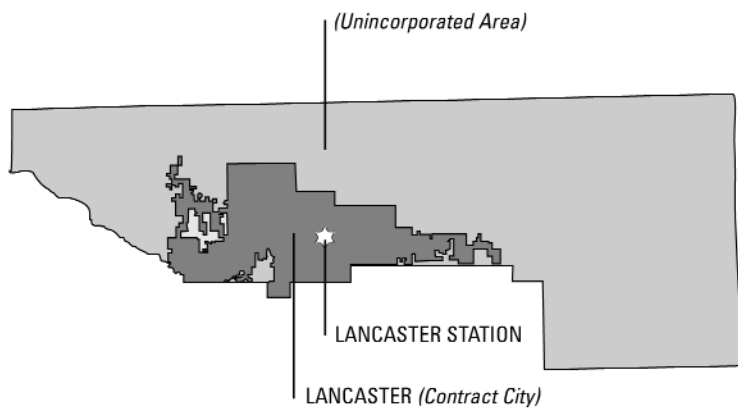 (Unincorporated Area)
LANCASTER STATION
LANCASTER (Contract City)